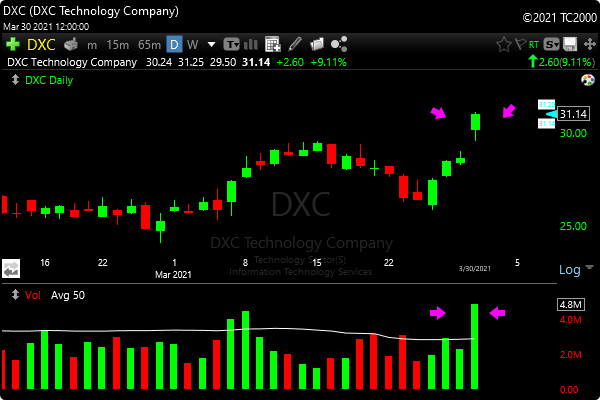 DXC (DXC Technology Company)
Mar 30 2021 12:00:00
©2021 TC2000
DXC m 15m 65m D W T RT S
DXC Technology Company 30.24 31.25 29.50 31.14 +2.60 +9.11% 2.60(9.11%)
DXC Daily
31.14
30.00
DXC
25.00
DXC Technology Company
Technology Sector(S)
Information Technology Services
16 22 8 15 22 3/30/2021 5
Mar 2021
Log
Vol Avg 50
4.8M
4.0M
2.0M
0.0M